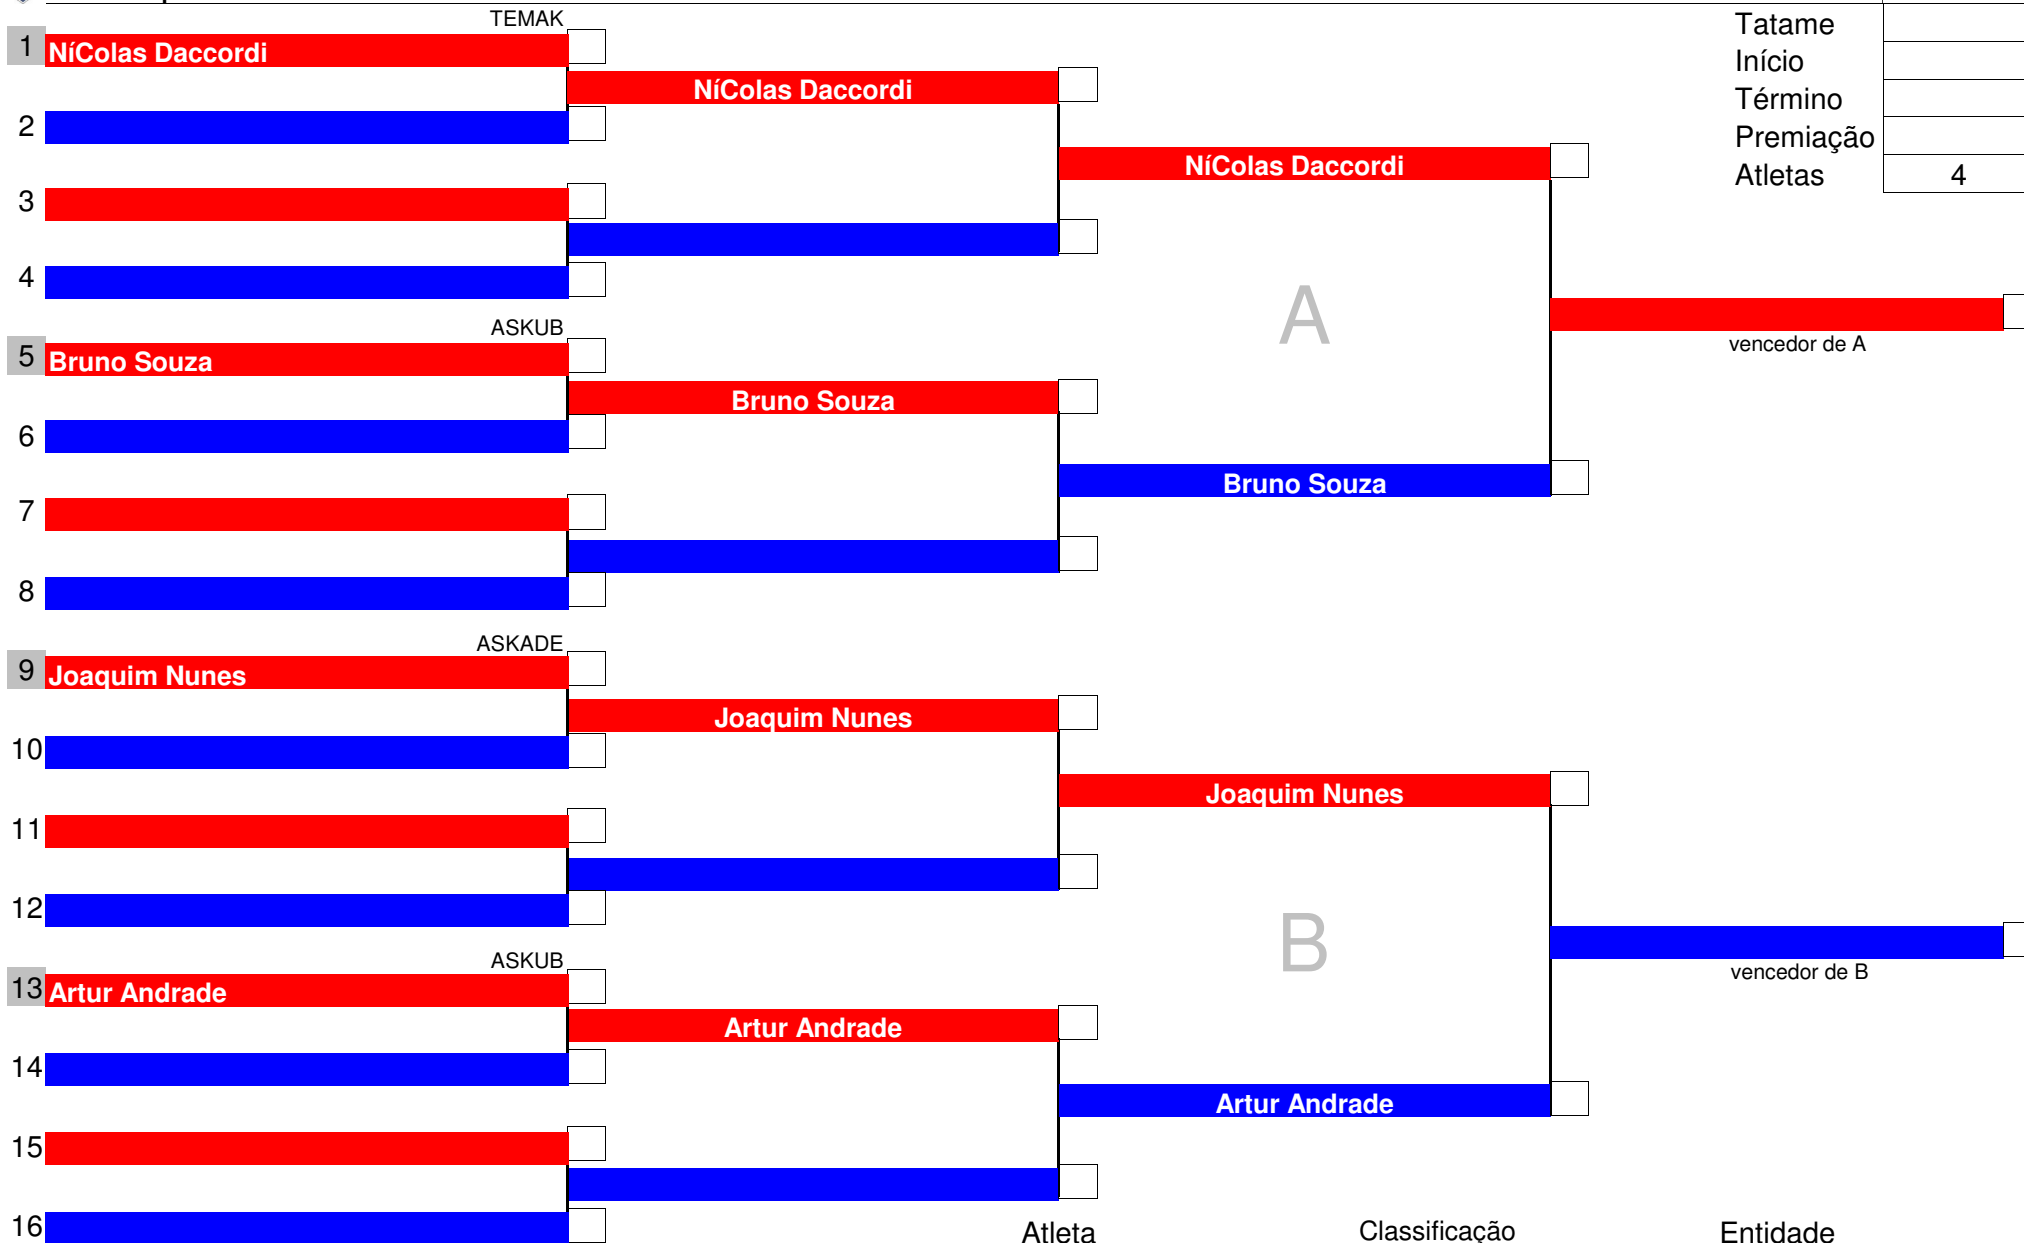 TEMAK
1 NíColas Daccordi
NíColas Daccordi
2
NíColas Daccordi
3
4
ASKUB
5 Bruno Souza
Bruno Souza
6
Bruno Souza
7
8
A
vencedor de A
Tatame
Início
Término
Premiação
Atletas 4
ASKADE
9 Joaquim Nunes
Joaquim Nunes
10
Joaquim Nunes
11
12
ASKUB
13 Artur Andrade
Artur Andrade
14
Artur Andrade
15
16
B
vencedor de B
Atleta Classificação Entidade